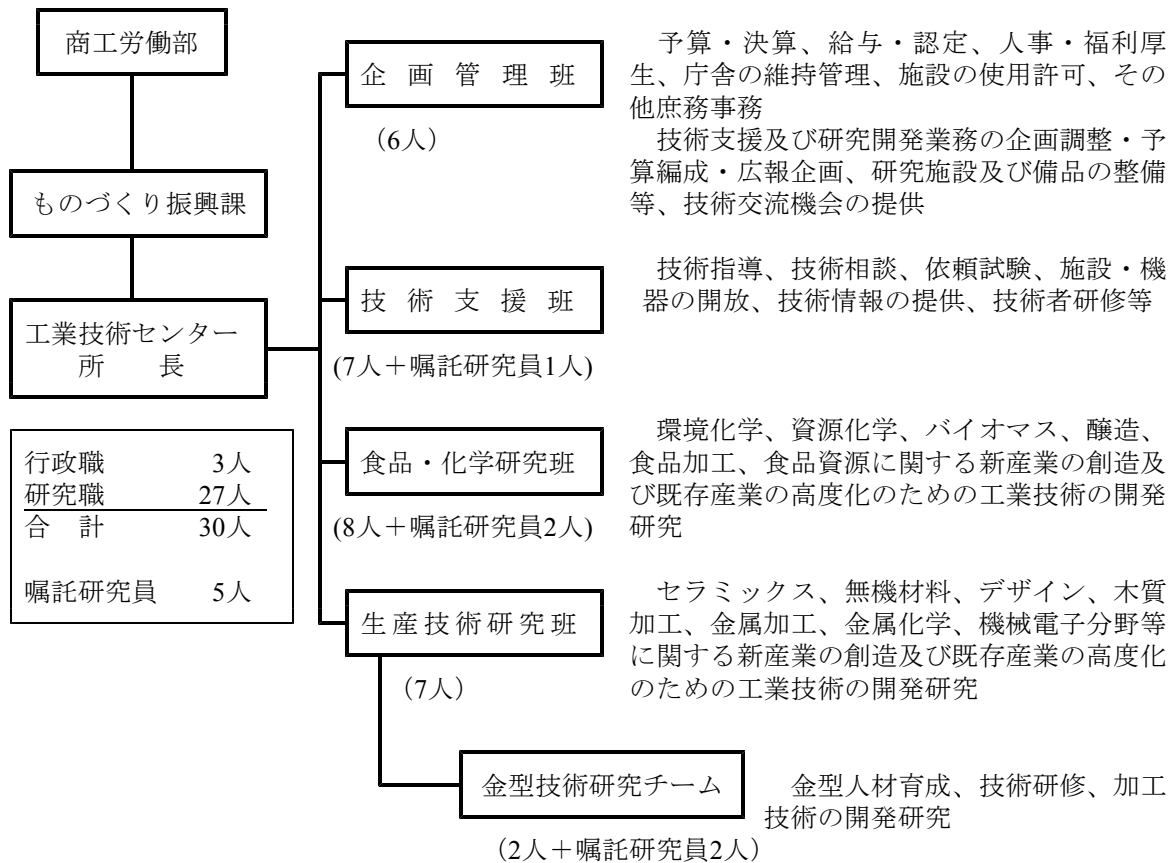 商工労働部
ものづくり振興課
工業技術センター
所　　長
行政職　3人
研究職　27人
合　計　30人
嘱託研究員　5人
企画管理班
（6人）
予算・決算、給与・認定、人事・福利厚
生、庁舎の維持管理、施設の使用許可、その
他庶務事務
技術支援及び研究開発業務の企画調整・予
算編成・広報企画、研究施設及び備品の整備
等、技術交流機会の提供
技術支援班
(7人＋嘱託研究員1人)
技術指導、技術相談、依頼試験、施設・機
器の開放、技術情報の提供、技術者研修等
食品・化学研究班
(8人＋嘱託研究員2人)
環境化学、資源化学、バイオマス、醸造、
食品加工、食品資源に関する新産業の創造及
び既存産業の高度化のための工業技術の開発
研究
生産技術研究班
（7人）
セラミックス、無機材料、デザイン、木質
加工、金属加工、金属化学、機械電子分野等
に関する新産業の創造及び既存産業の高度化
のための工業技術の開発研究
金型技術研究チーム
（2人＋嘱託研究員2人）
金型人材育成、技術研修、加工
技術の開発研究